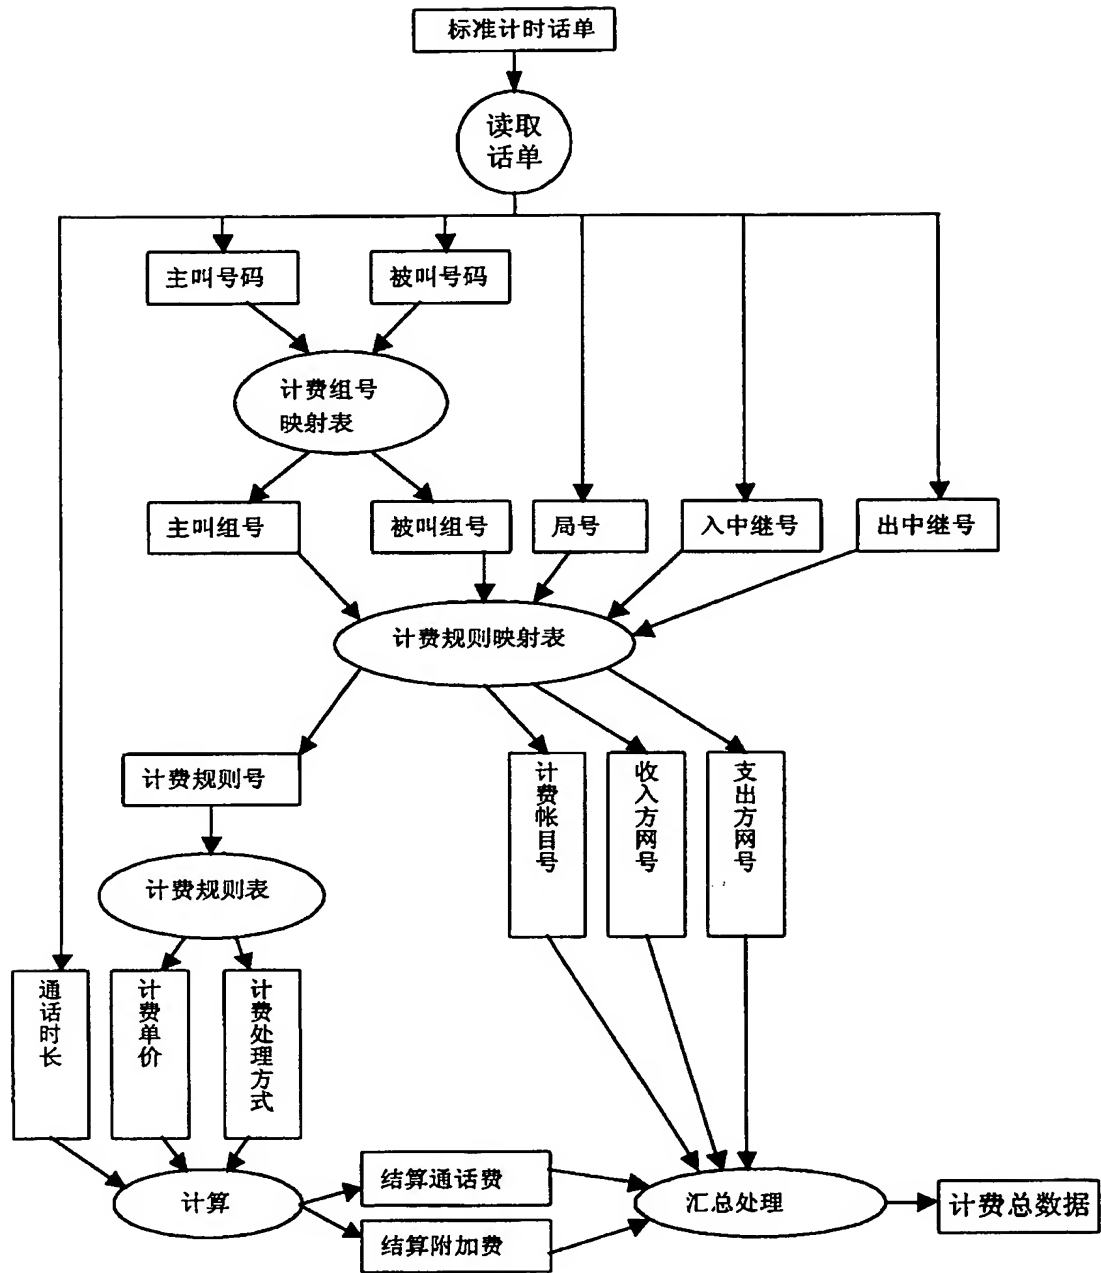 标准计时话单
读取
话单
主叫号码
被叫号码
计费组号
映射表
主叫组号
被叫组号
局号
入中继号
出中继号
计费规则映射表
计费规则号
计费帐目号
收入方网号
支出方网号
计费规则表
通话时长
计费单价
计费处理方式
计算
结算通话费
结算附加费
汇总处理
计费总数据